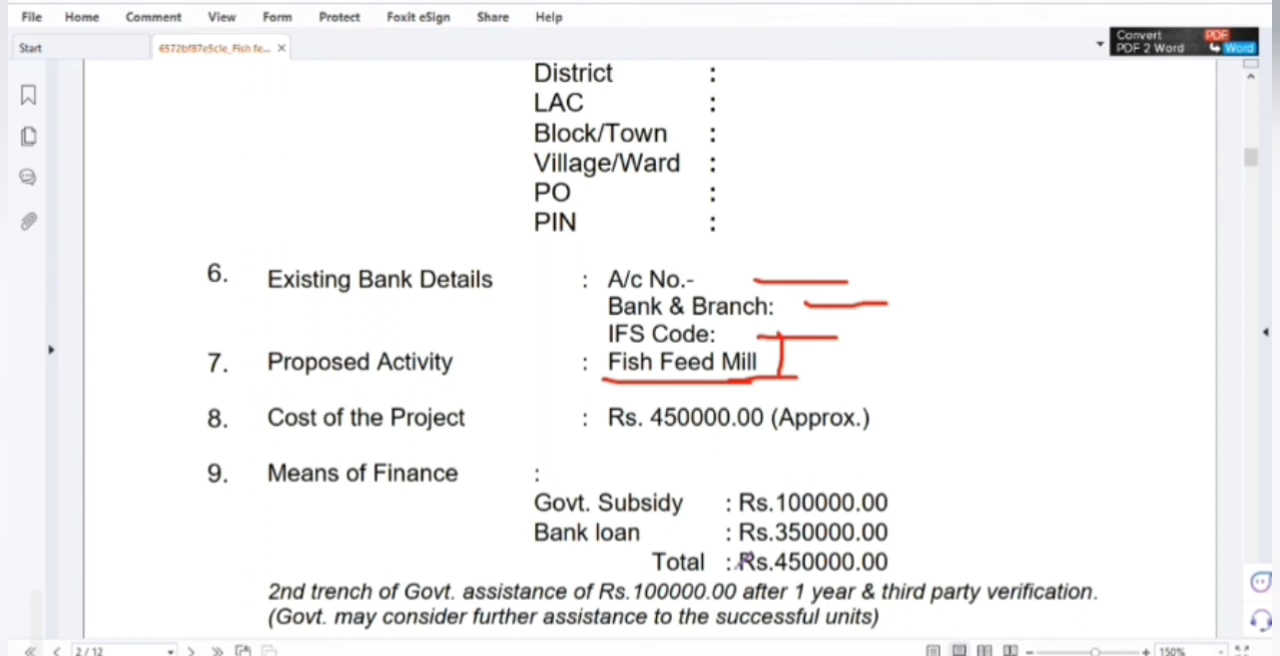 File Home Comment View Form Protect Foxit eSign Share Help
Start 6572bf87e5c1e_Fish fe... Convert PDF
PDF 2 Word Word
District :
LAC :
Block/Town :
Village/Ward :
PO :
PIN :
6. Existing Bank Details : A/c No.-
Bank & Branch:
IFS Code:
7. Proposed Activity : Fish Feed Mill
8. Cost of the Project : Rs. 450000.00 (Approx.)
9. Means of Finance :
Govt. Subsidy : Rs.100000.00
Bank loan : Rs.350000.00
Total : Rs.450000.00
2nd trench of Govt. assistance of Rs.100000.00 after 1 year & third party verification.
(Govt. may consider further assistance to the successful units)
2/12 150%